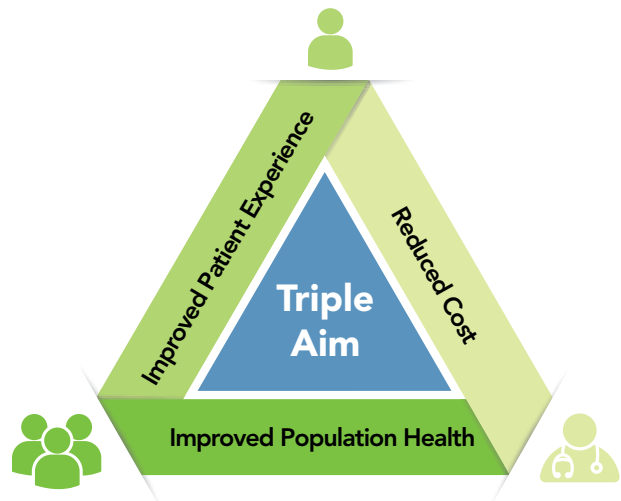 Improved Patient Experience
Reduced Cost
Triple
Aim
Improved Population Health